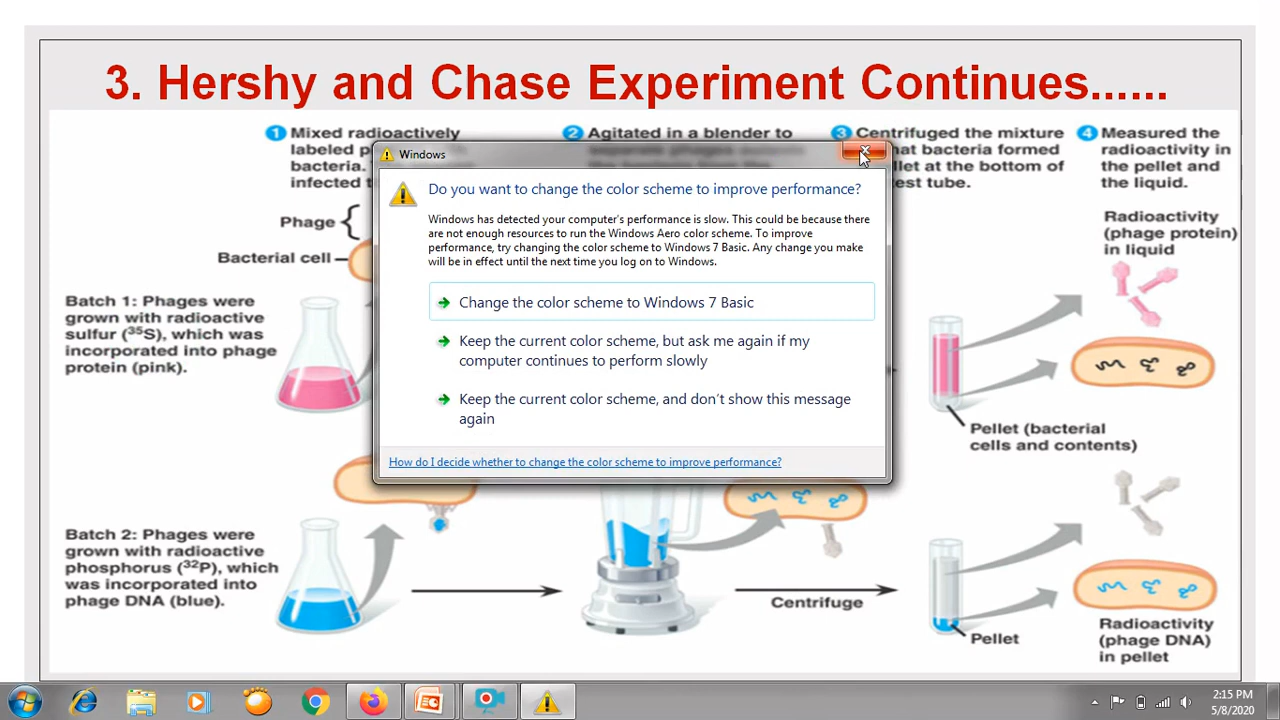 3. Hershy and Chase Experiment Continues......
1 Mixed radioactively
labeled
bacteria.
infected
2 Agitated in a blender to
3 Centrifuged the mixture
that bacteria formed
pellet at the bottom of
test tube.
4 Measured the
radioactivity in
the pellet and
the liquid.
Windows
Do you want to change the color scheme to improve performance?
Windows has detected your computer's performance is slow. This could be because there
are not enough resources to run the Windows Aero color scheme. To improve
performance, try changing the color scheme to Windows 7 Basic. Any change you make
will be in effect until the next time you log on to Windows.
Change the color scheme to Windows 7 Basic
Keep the current color scheme, but ask me again if my
computer continues to perform slowly
Keep the current color scheme, and don't show this message
again
How do I decide whether to change the color scheme to improve performance?
Phage
Bacterial cell
Batch 1: Phages were
grown with radioactive
sulfur (35S), which was
incorporated into phage
protein (pink).
Radioactivity
(phage protein)
in liquid
Pellet (bacterial
cells and contents)
Batch 2: Phages were
grown with radioactive
phosphorus (32P), which
was incorporated into
phage DNA (blue).
Centrifuge
Pellet
Radioactivity
(phage DNA)
in pellet
2:15 PM
5/8/2020